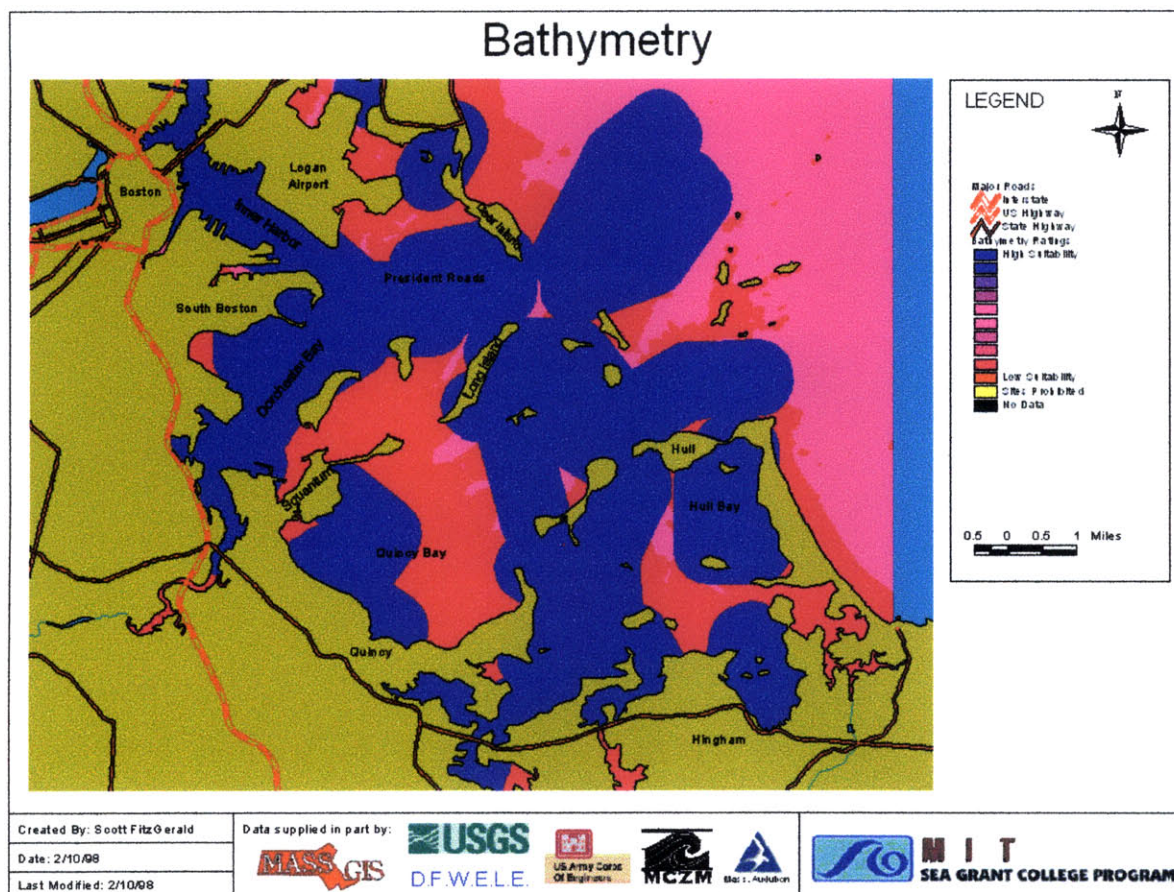 Bathymetry
LEGEND
N
Major Roads
Interstate
US Highway
State Highway
Bathymetry Ratings
High Suitability
Low Suitability
Sites Prohibited
No Data
0.5 0 0.5 1 Miles
Boston
Logan
Airport
Inner Harbor
Deer Island
President Roads
South Boston
Dorchester Bay
Long Island
Squantum
Hull
Hull Bay
Quincy Bay
Quincy
Hingham
Created By: Scott FitzGerald
Date: 2/10/98
Last Modified: 2/10/98
Data supplied in part by:
MASS GIS
USGS
D.F.W.E.L.E.
US Army Corps
Of Engineers
MCZM
Mass. Audubon
MIT
SEA GRANT COLLEGE PROGRAM